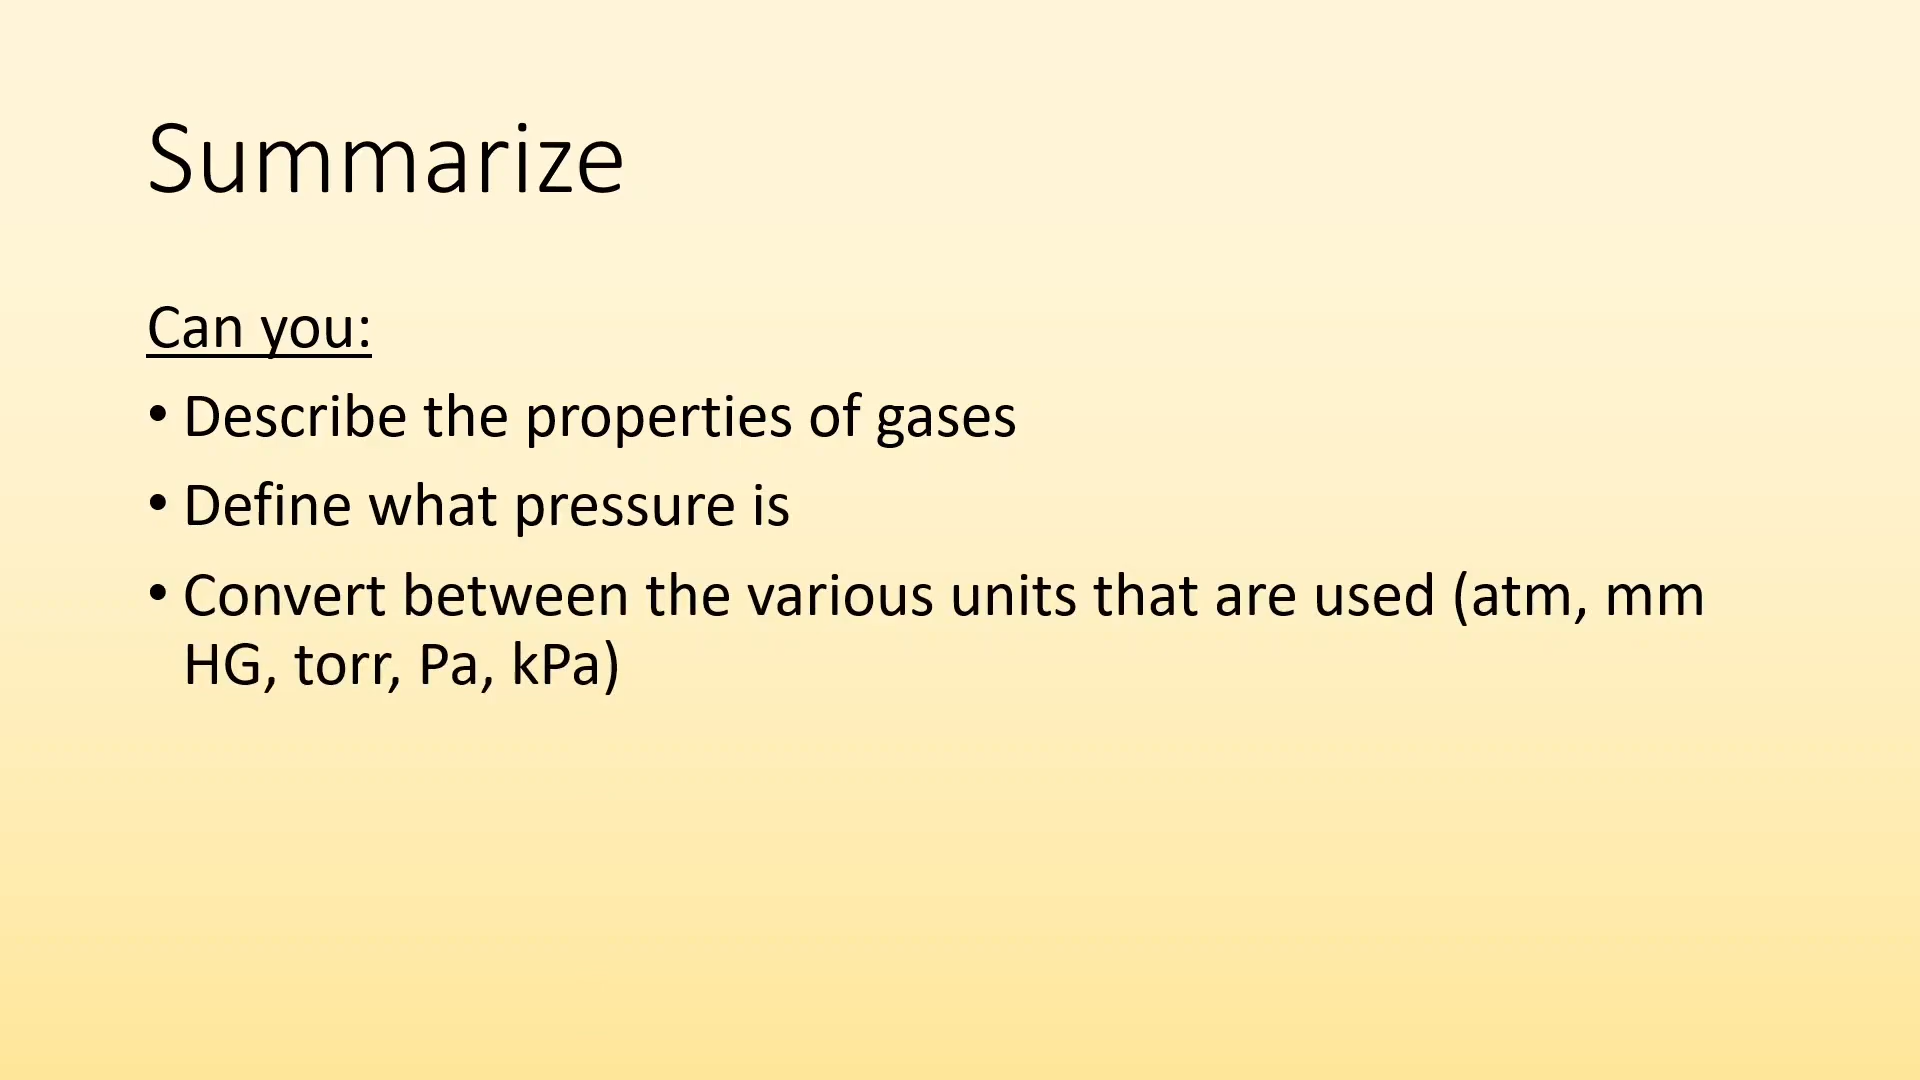 Summarize
Can you:
• Describe the properties of gases
• Define what pressure is
• Convert between the various units that are used (atm, mm
HG, torr, Pa, kPa)